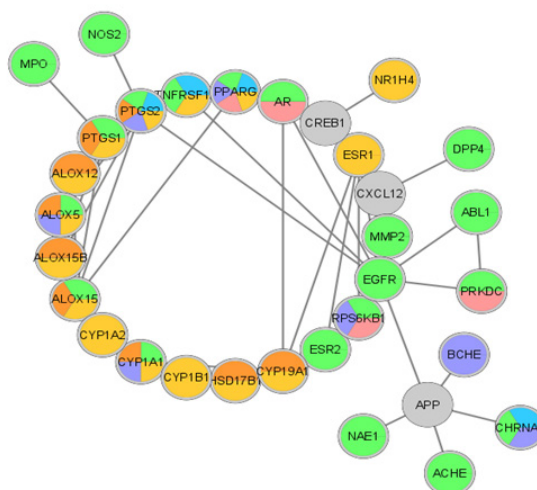 NOS2
MPO
TNFRSF1
PPARG
NR1H4
PTGS2
AR
CREB1
PTGS1
ESR1
DPP4
ALOX12
CXCL12
ABL1
ALOX5
MMP2
ALOX15B
EGFR
PRKDC
ALOX15
RPS6KB1
CYP1A2
ESR2
BCHE
CYP1A1
CYP1B1
HSD17B1
CYP19A1
APP
CHRNA
NAE1
ACHE